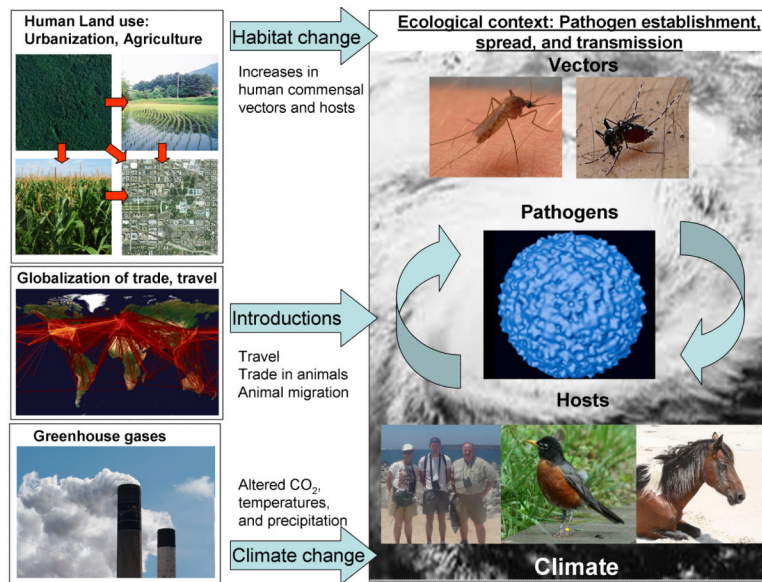 Human Land use:
Urbanization, Agriculture
Habitat change
Increases in
human commensal
vectors and hosts
Globalization of trade, travel
Introductions
Travel
Trade in animals
Animal migration
Greenhouse gases
Altered CO₂,
temperatures,
and precipitation
Climate change
Ecological context: Pathogen establishment,
spread, and transmission
Vectors
Pathogens
Hosts
Climate